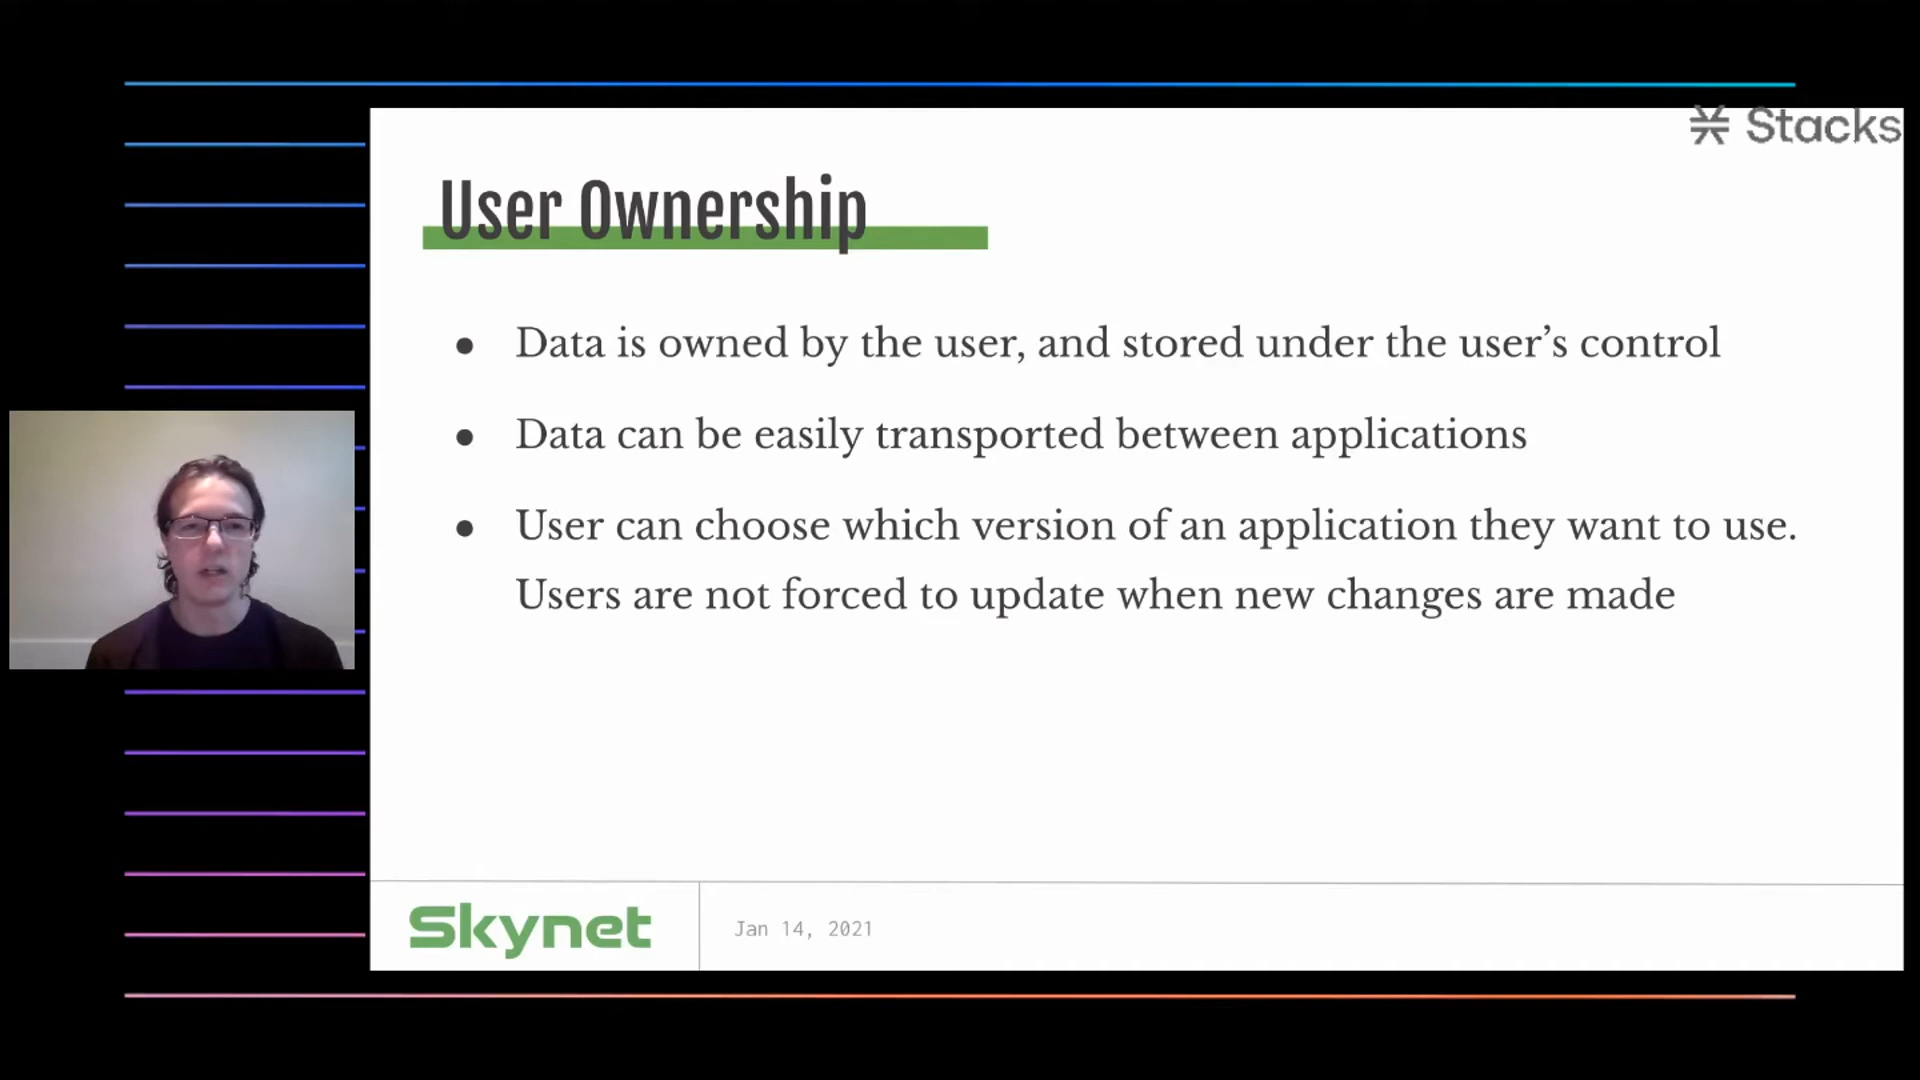 Stacks
User Ownership
● Data is owned by the user, and stored under the user’s control
● Data can be easily transported between applications
● User can choose which version of an application they want to use.
Users are not forced to update when new changes are made
Skynet
Jan 14, 2021